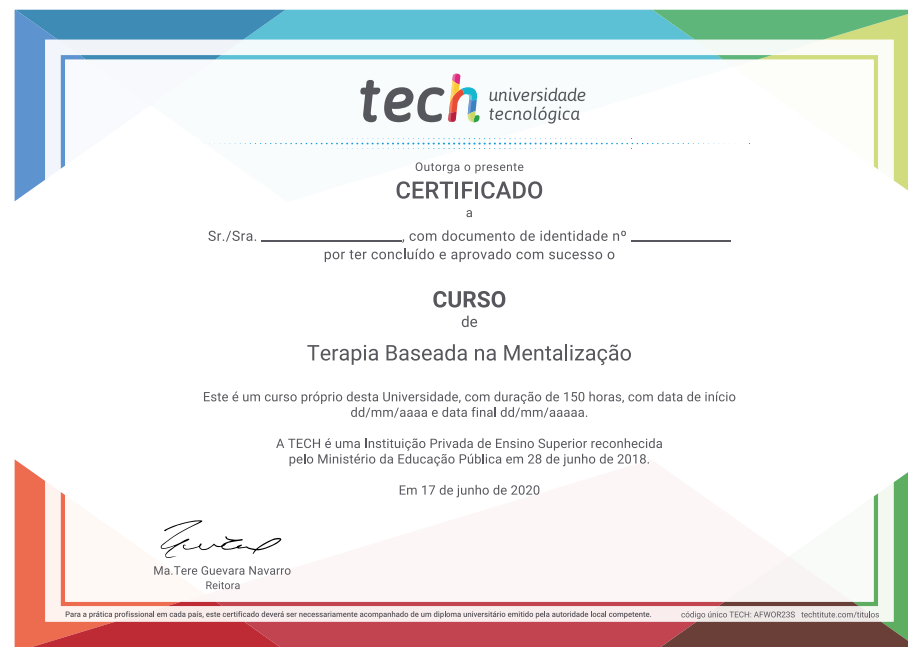 tech universidade
tecnológica
Outorga o presente
CERTIFICADO
a
Sr./Sra. ____________, com documento de identidade nº ____________
por ter concluído e aprovado com sucesso o
CURSO
de
Terapia Baseada na Mentalização
Este é um curso próprio desta Universidade, com duração de 150 horas, com data de início
dd/mm/aaaa e data final dd/mm/aaaaa.
A TECH é uma Instituição Privada de Ensino Superior reconhecida
pelo Ministério da Educação Pública em 28 de junho de 2018.
Em 17 de junho de 2020
Ma.Tere Guevara Navarro
Reitora
Para a prática profissional em cada país, este certificado deverá ser necessariamente acompanhado de um diploma universitário emitido pela autoridade local competente. código único TECH: AFWOR23S techtitute.com/titulos